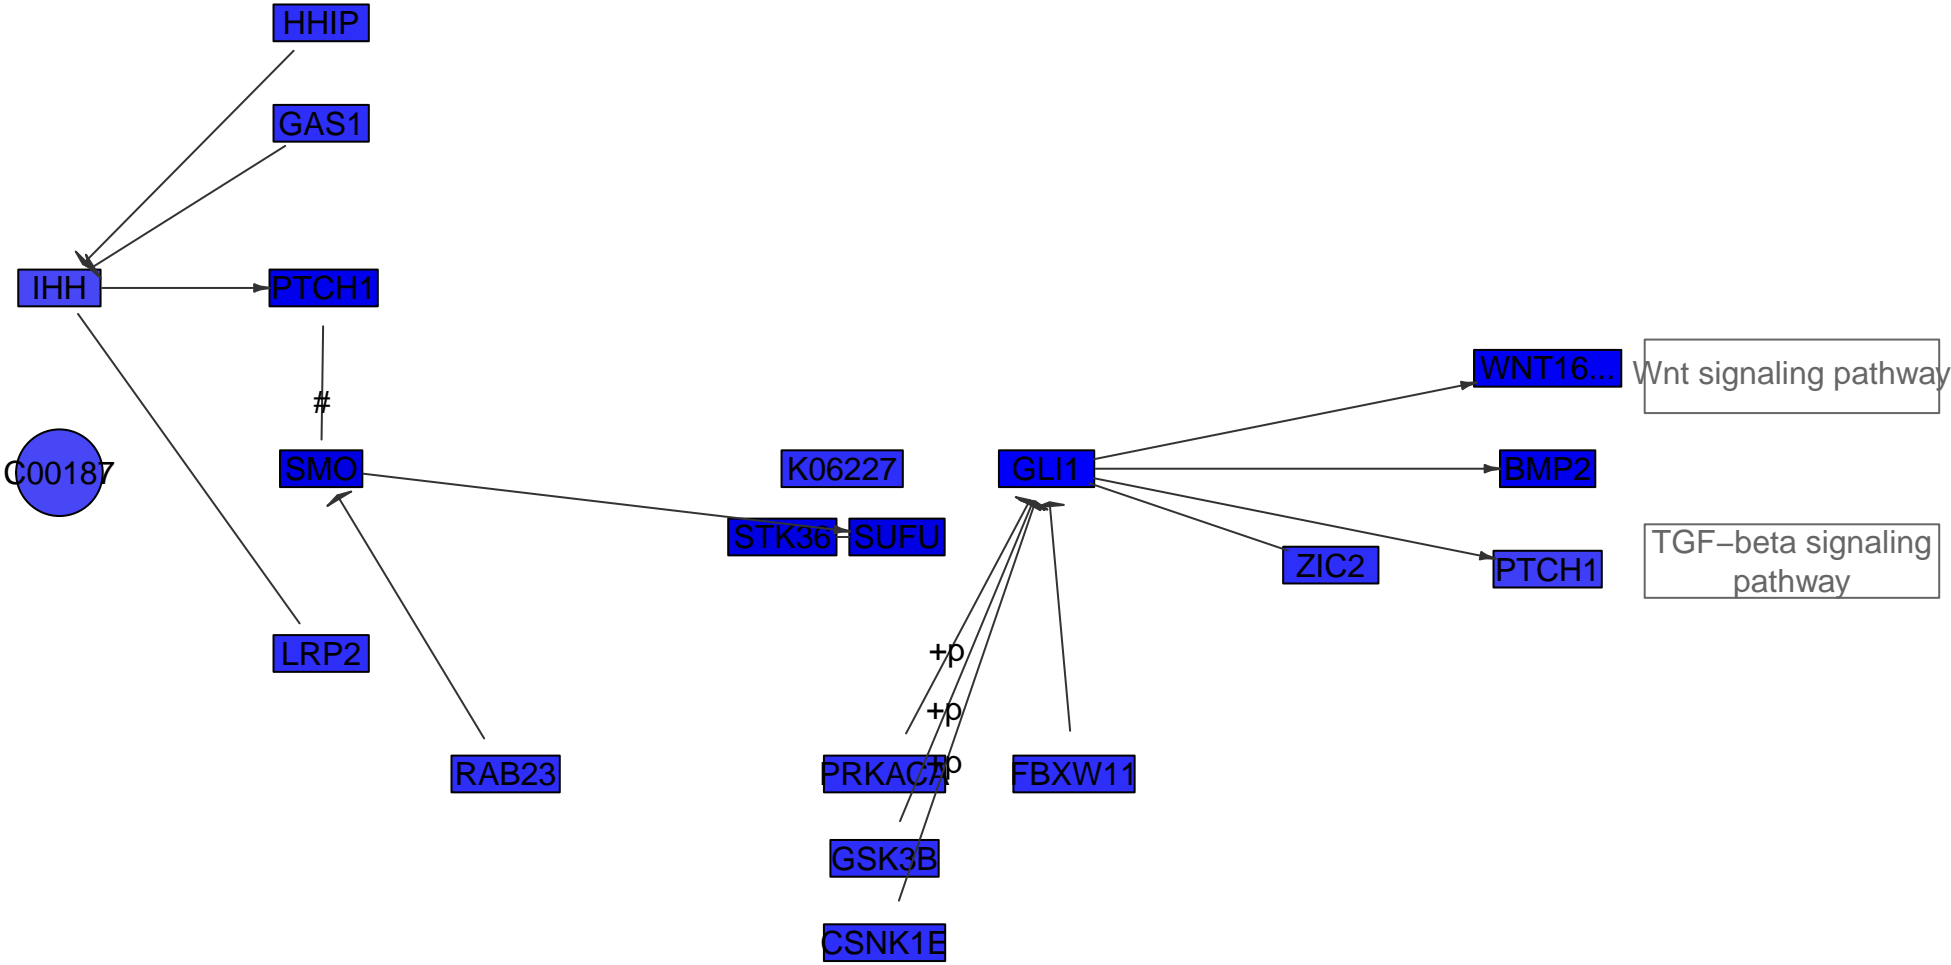 HHIP
GAS1
IHH
PTCH1
WNT16...
Wnt signaling pathway
#
C00187
SMO
K06227
GLI1
BMP2
STK36
SUFU
ZIC2
PTCH1
TGF−beta signaling
pathway
LRP2
+p
+p
+p
RAB23
PRKACA
FBXW11
GSK3B
CSNK1E